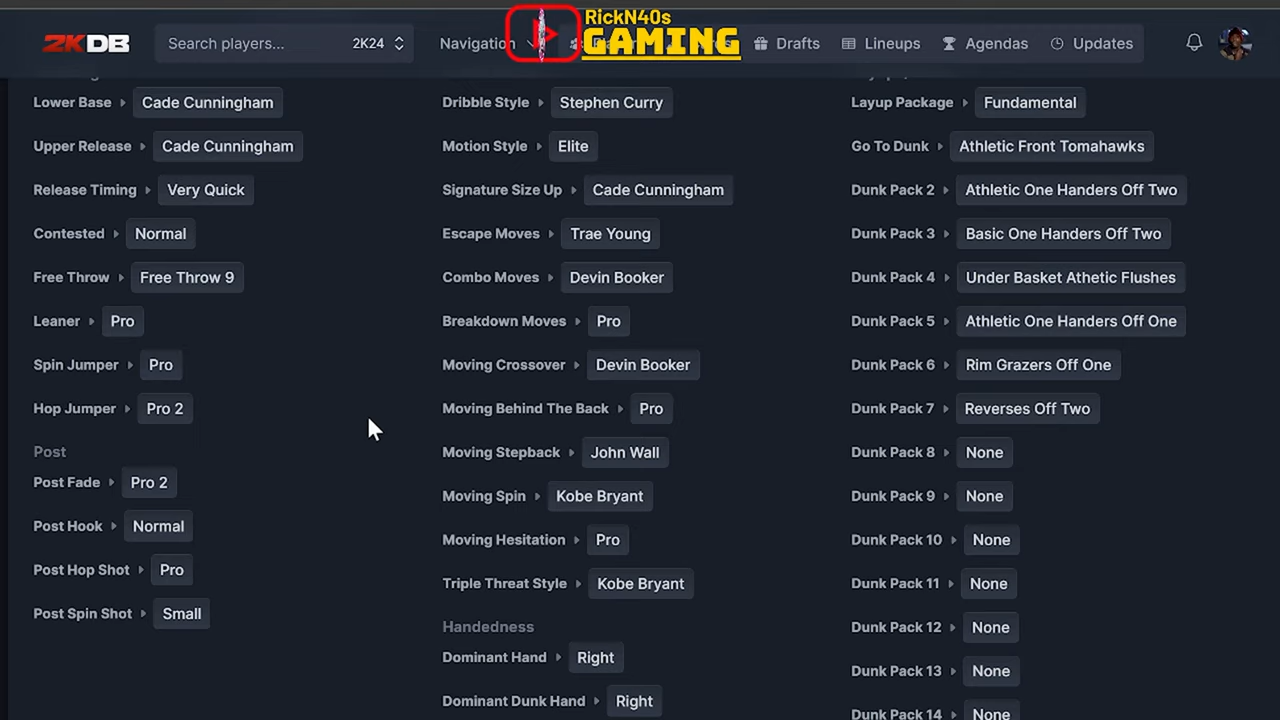 RickN40s
GAMING
2KDB
Search players...
2K24
Navigation
Drafts
Lineups
Agendas
Updates
Lower Base Cade Cunningham
Upper Release Cade Cunningham
Release Timing Very Quick
Contested Normal
Free Throw Free Throw 9
Leaner Pro
Spin Jumper Pro
Hop Jumper Pro 2
Post
Post Fade Pro 2
Post Hook Normal
Post Hop Shot Pro
Post Spin Shot Small
Dribble Style Stephen Curry
Motion Style Elite
Signature Size Up Cade Cunningham
Escape Moves Trae Young
Combo Moves Devin Booker
Breakdown Moves Pro
Moving Crossover Devin Booker
Moving Behind The Back Pro
Moving Stepback John Wall
Moving Spin Kobe Bryant
Moving Hesitation Pro
Triple Threat Style Kobe Bryant
Handedness
Dominant Hand Right
Dominant Dunk Hand Right
Layup Package Fundamental
Go To Dunk Athletic Front Tomahawks
Dunk Pack 2 Athletic One Handers Off Two
Dunk Pack 3 Basic One Handers Off Two
Dunk Pack 4 Under Basket Athetic Flushes
Dunk Pack 5 Athletic One Handers Off One
Dunk Pack 6 Rim Grazers Off One
Dunk Pack 7 Reverses Off Two
Dunk Pack 8 None
Dunk Pack 9 None
Dunk Pack 10 None
Dunk Pack 11 None
Dunk Pack 12 None
Dunk Pack 13 None
Dunk Pack 14 None